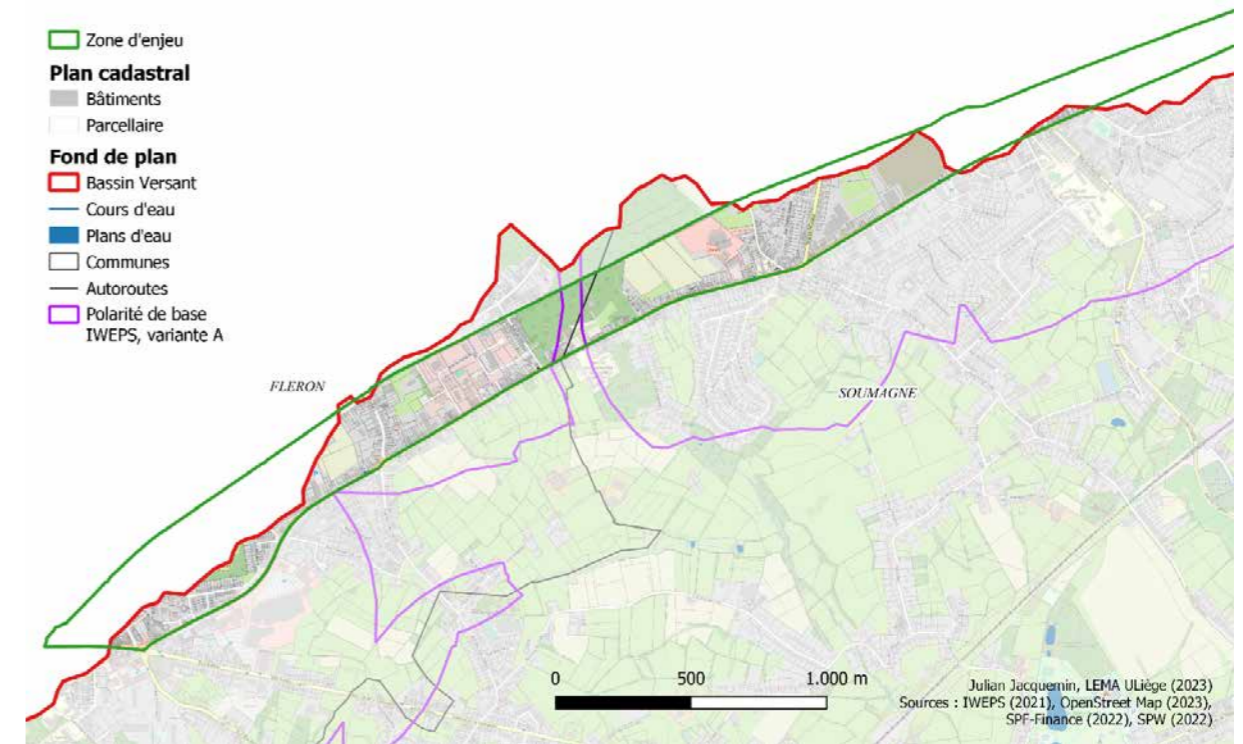 Zone d'enjeu
Plan cadastral
Bâtiments
Parcellaire
Fond de plan
Bassin Versant
Cours d'eau
Plans d'eau
Communes
Autoroutes
Polarité de base
IWEPS, variante A
FLERON
SOUMAGNE
0 500 1.000 m
Julian Jacquemin, LEMA ULiège (2023)
Sources : IWEPS (2021), OpenStreet Map (2023),
SPF-Finance (2022), SPW (2022)